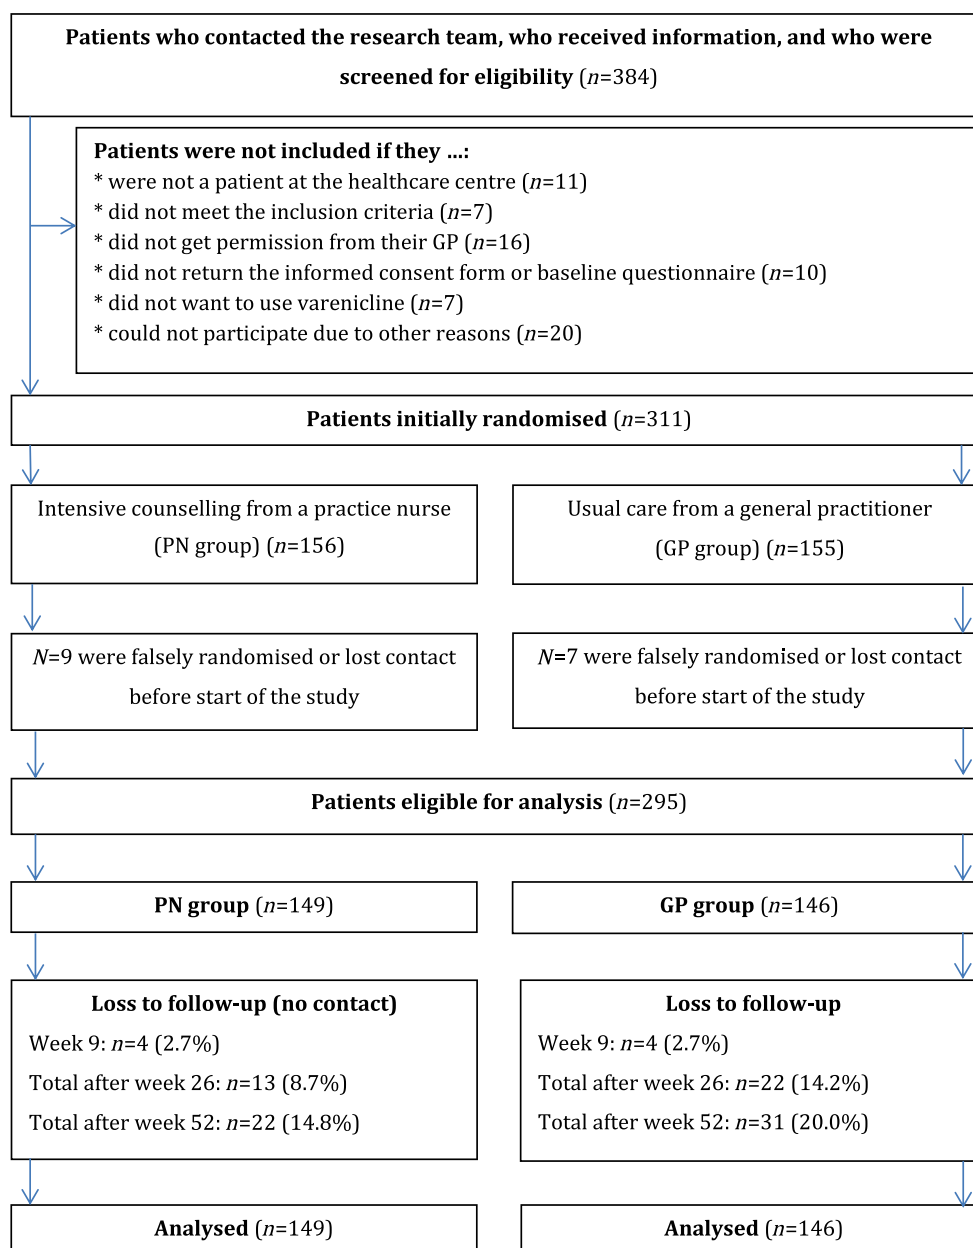 Patients who contacted the research team, who received information, and who were
screened for eligibility (n=384)
Patients were not included if they ...:
* were not a patient at the healthcare centre (n=11)
* did not meet the inclusion criteria (n=7)
* did not get permission from their GP (n=16)
* did not return the informed consent form or baseline questionnaire (n=10)
* did not want to use varenicline (n=7)
* could not participate due to other reasons (n=20)
Patients initially randomised (n=311)
Intensive counselling from a practice nurse
(PN group) (n=156)
Usual care from a general practitioner
(GP group) (n=155)
N=9 were falsely randomised or lost contact
before start of the study
N=7 were falsely randomised or lost contact
before start of the study
Patients eligible for analysis (n=295)
PN group (n=149)
GP group (n=146)
Loss to follow-up (no contact)
Week 9: n=4 (2.7%)
Total after week 26: n=13 (8.7%)
Total after week 52: n=22 (14.8%)
Loss to follow-up
Week 9: n=4 (2.7%)
Total after week 26: n=22 (14.2%)
Total after week 52: n=31 (20.0%)
Analysed (n=149)
Analysed (n=146)